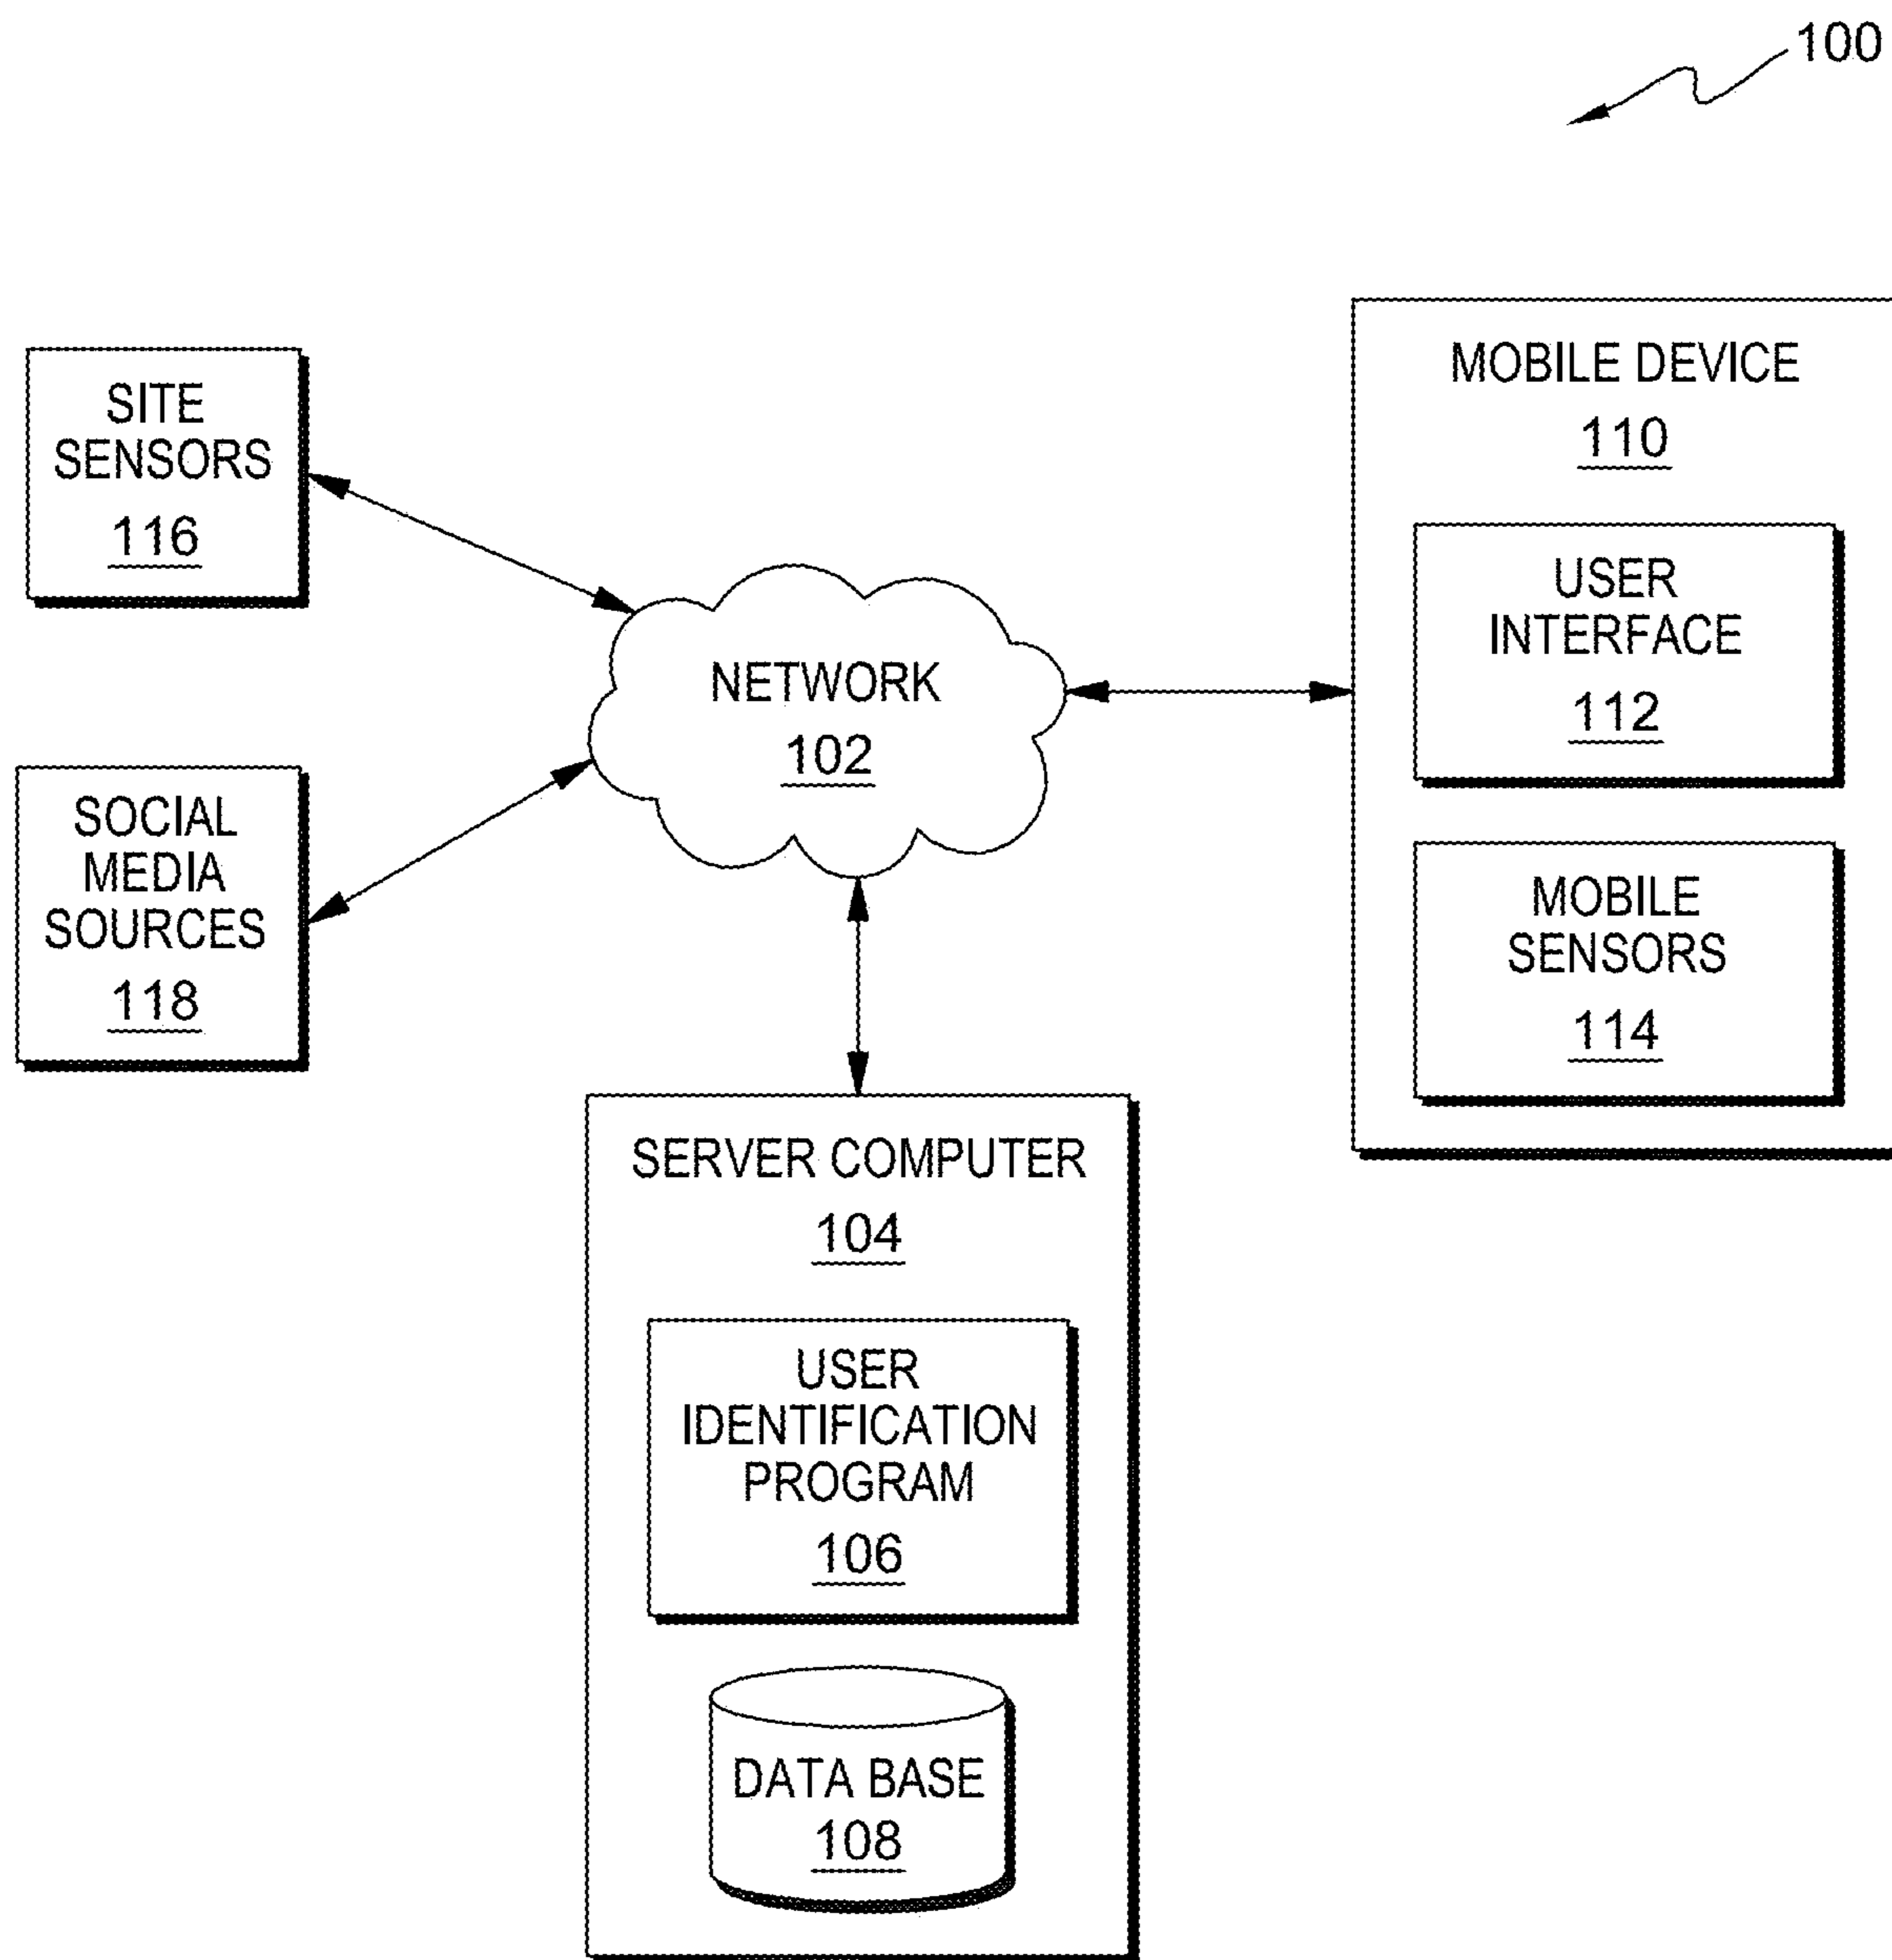 100
SITE
SENSORS
116
SOCIAL
MEDIA
SOURCES
118
NETWORK
102
MOBILE DEVICE
110
USER
INTERFACE
112
MOBILE
SENSORS
114
SERVER COMPUTER
104
USER
IDENTIFICATION
PROGRAM
106
DATA BASE
108